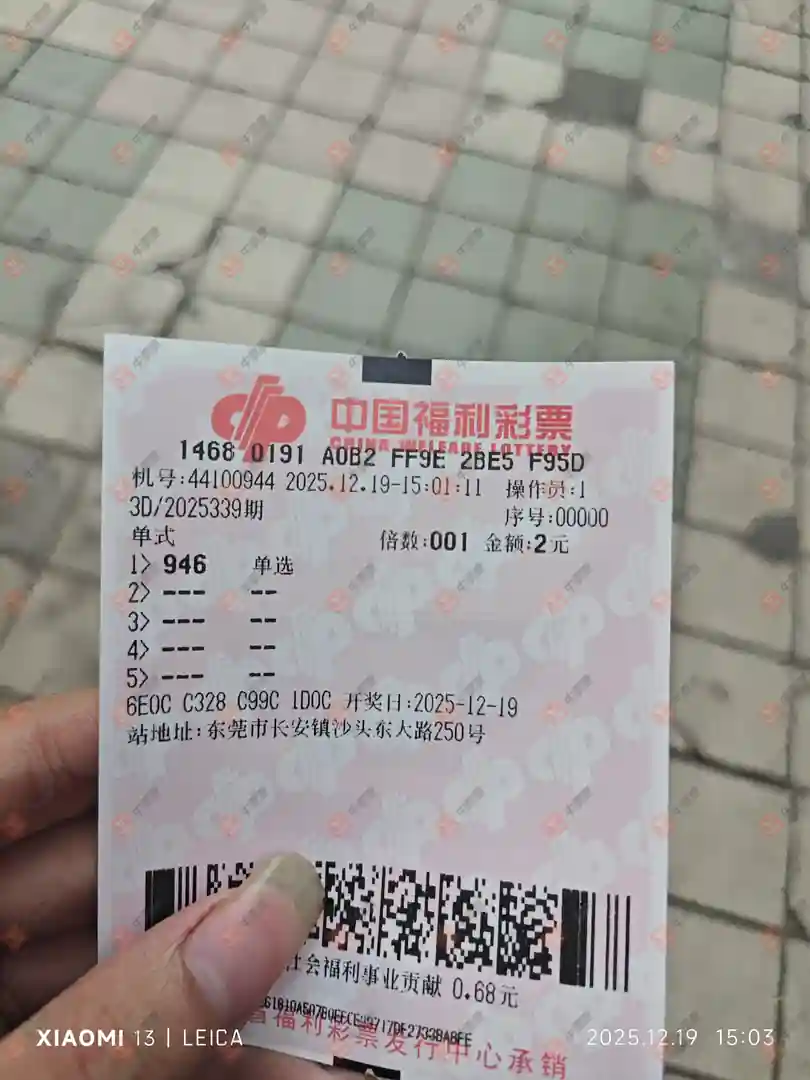 中国福利彩票
CHINA WELFARE LOTTERY
1468 0191 A0B2 FF9E 2BE5 F95D
机号:44100944 2025.12.19-15:01:11 操作员:1
3D/2025339期 序号:00000
单式 倍数:001 金额:2元
1> 946 单选
2> --- --
3> --- --
4> --- --
5> --- --
6E0C C328 C99C 1D0C 开奖日:2025-12-19
站地址:东莞市长安镇沙头东大路250号
社会福利事业贡献 0.68元
省福利彩票发行中心承销
XIAOMI 13 | LEICA 2025.12.19 15:03